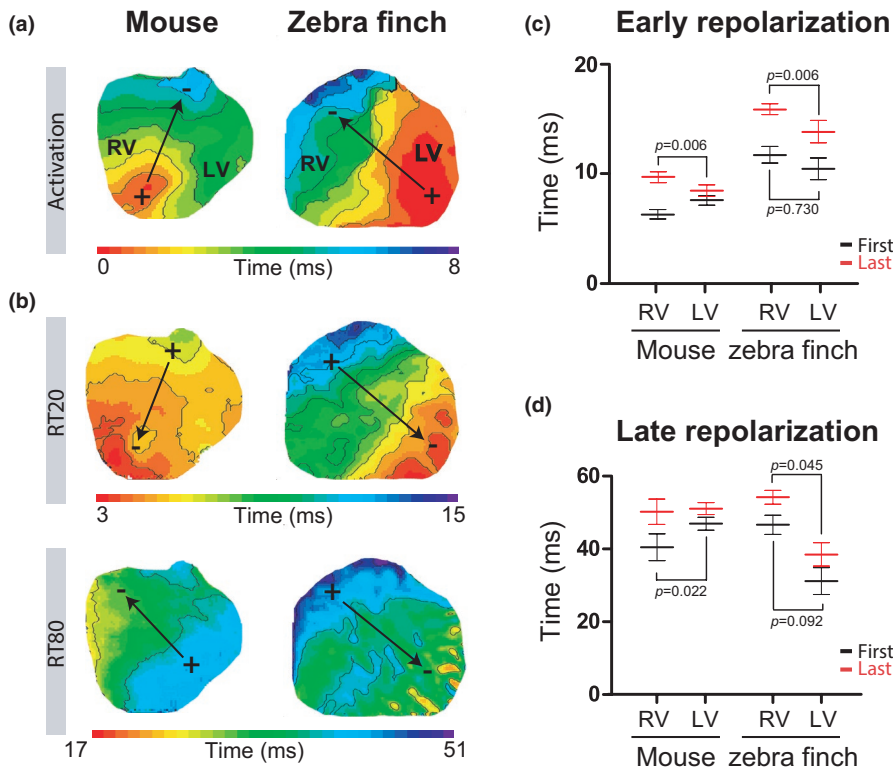 (a) Mouse Zebra finch
Activation
RV LV - +
RV LV - +
0 Time (ms) 8
(b)
RT20
+ -
+ -
3 Time (ms) 15
RT80
- +
+ -
17 Time (ms) 51
(c) Early repolarization
Time (ms)
20
10
0
p=0.006
p=0.006
p=0.730
First
Last
RV LV RV LV
Mouse zebra finch
(d) Late repolarization
Time (ms)
60
40
20
0
p=0.045
p=0.022
p=0.092
First
Last
RV LV RV LV
Mouse zebra finch